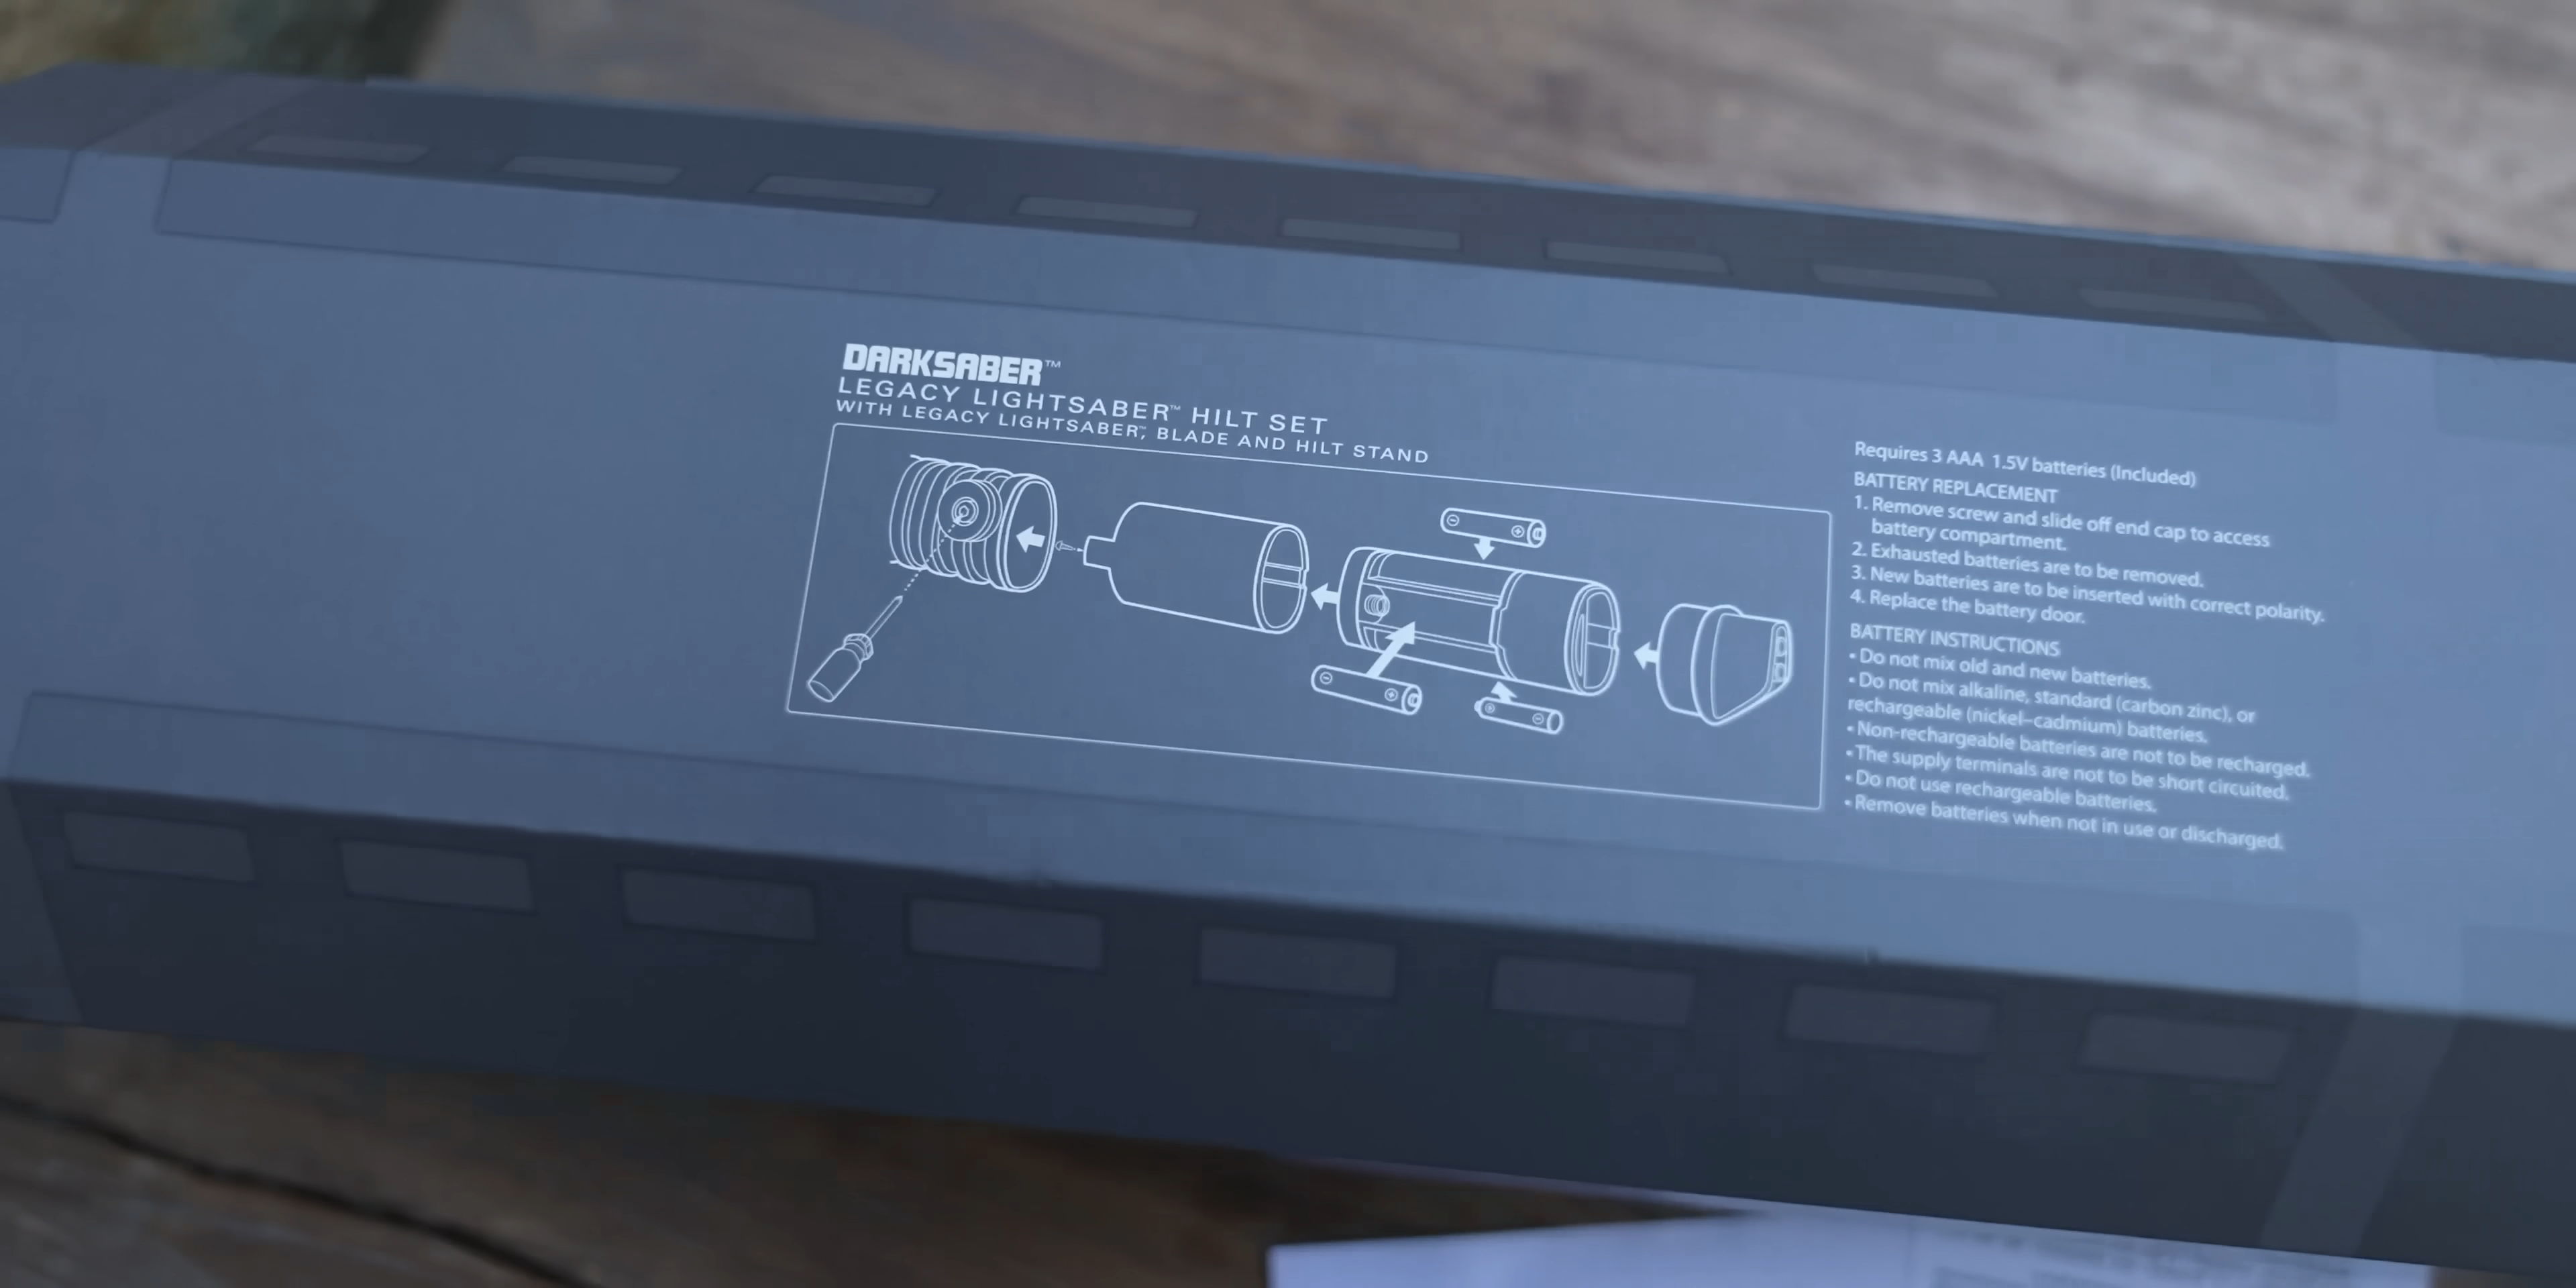 DARKSABER™
LEGACY LIGHTSABER™ HILT SET
WITH LEGACY LIGHTSABER™, BLADE AND HILT STAND
Requires 3 AAA 1.5V batteries (Included)
BATTERY REPLACEMENT
1. Remove screw and slide off end cap to access
battery compartment.
2. Exhausted batteries are to be removed.
3. New batteries are to be inserted with correct polarity.
4. Replace the battery door.
BATTERY INSTRUCTIONS
• Do not mix old and new batteries.
• Do not mix alkaline, standard (carbon zinc), or
rechargeable (nickel–cadmium) batteries.
• Non-rechargeable batteries are not to be recharged.
• The supply terminals are not to be short circuited.
• Do not use rechargeable batteries.
• Remove batteries when not in use or discharged.